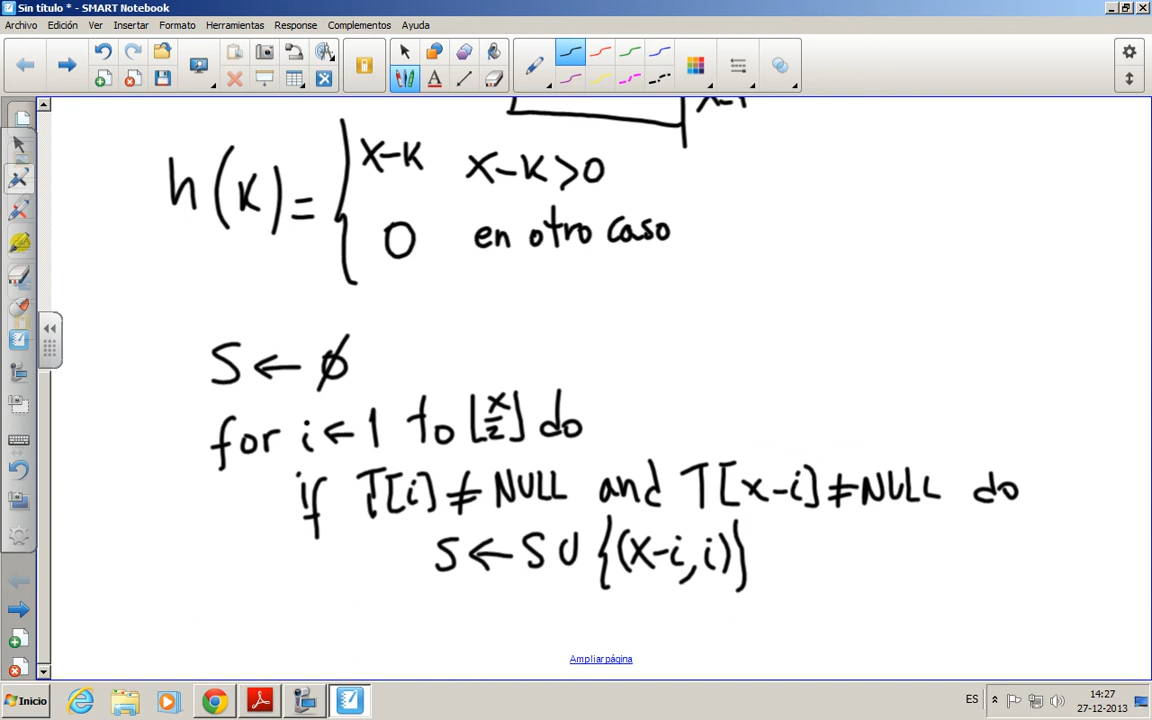 Sin título * - SMART Notebook
Archivo Edición Ver Insertar Formato Herramientas Response Complementos Ayuda
h(k) = { x-k x-k>0
0 en otro caso
S ← ∅
for i ← 1 to ⌊x/2⌋ do
if T[i] ≠ NULL and T[x-i] ≠ NULL do
S ← S ∪ {(x-i, i)}
Ampliar página
Inicio
ES
14:27
27-12-2013